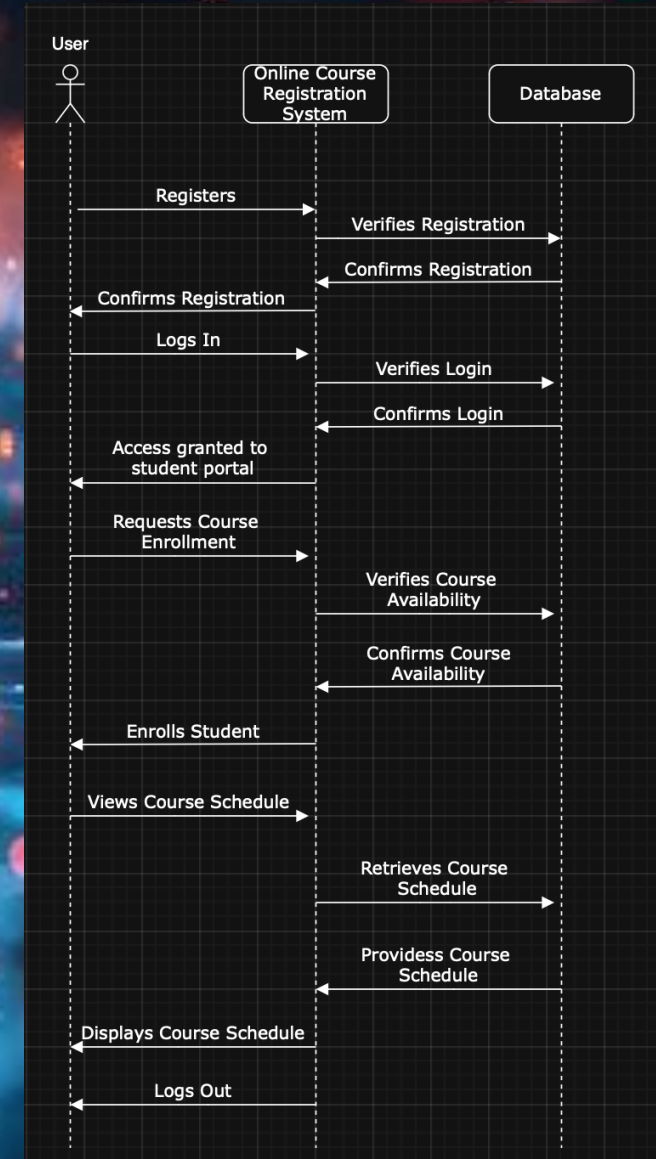 User
Online Course
Registration
System
Database
Registers
Verifies Registration
Confirms Registration
Confirms Registration
Logs In
Verifies Login
Confirms Login
Access granted to
student portal
Requests Course
Enrollment
Verifies Course
Availability
Confirms Course
Availability
Enrolls Student
Views Course Schedule
Retrieves Course
Schedule
Providess Course
Schedule
Displays Course Schedule
Logs Out